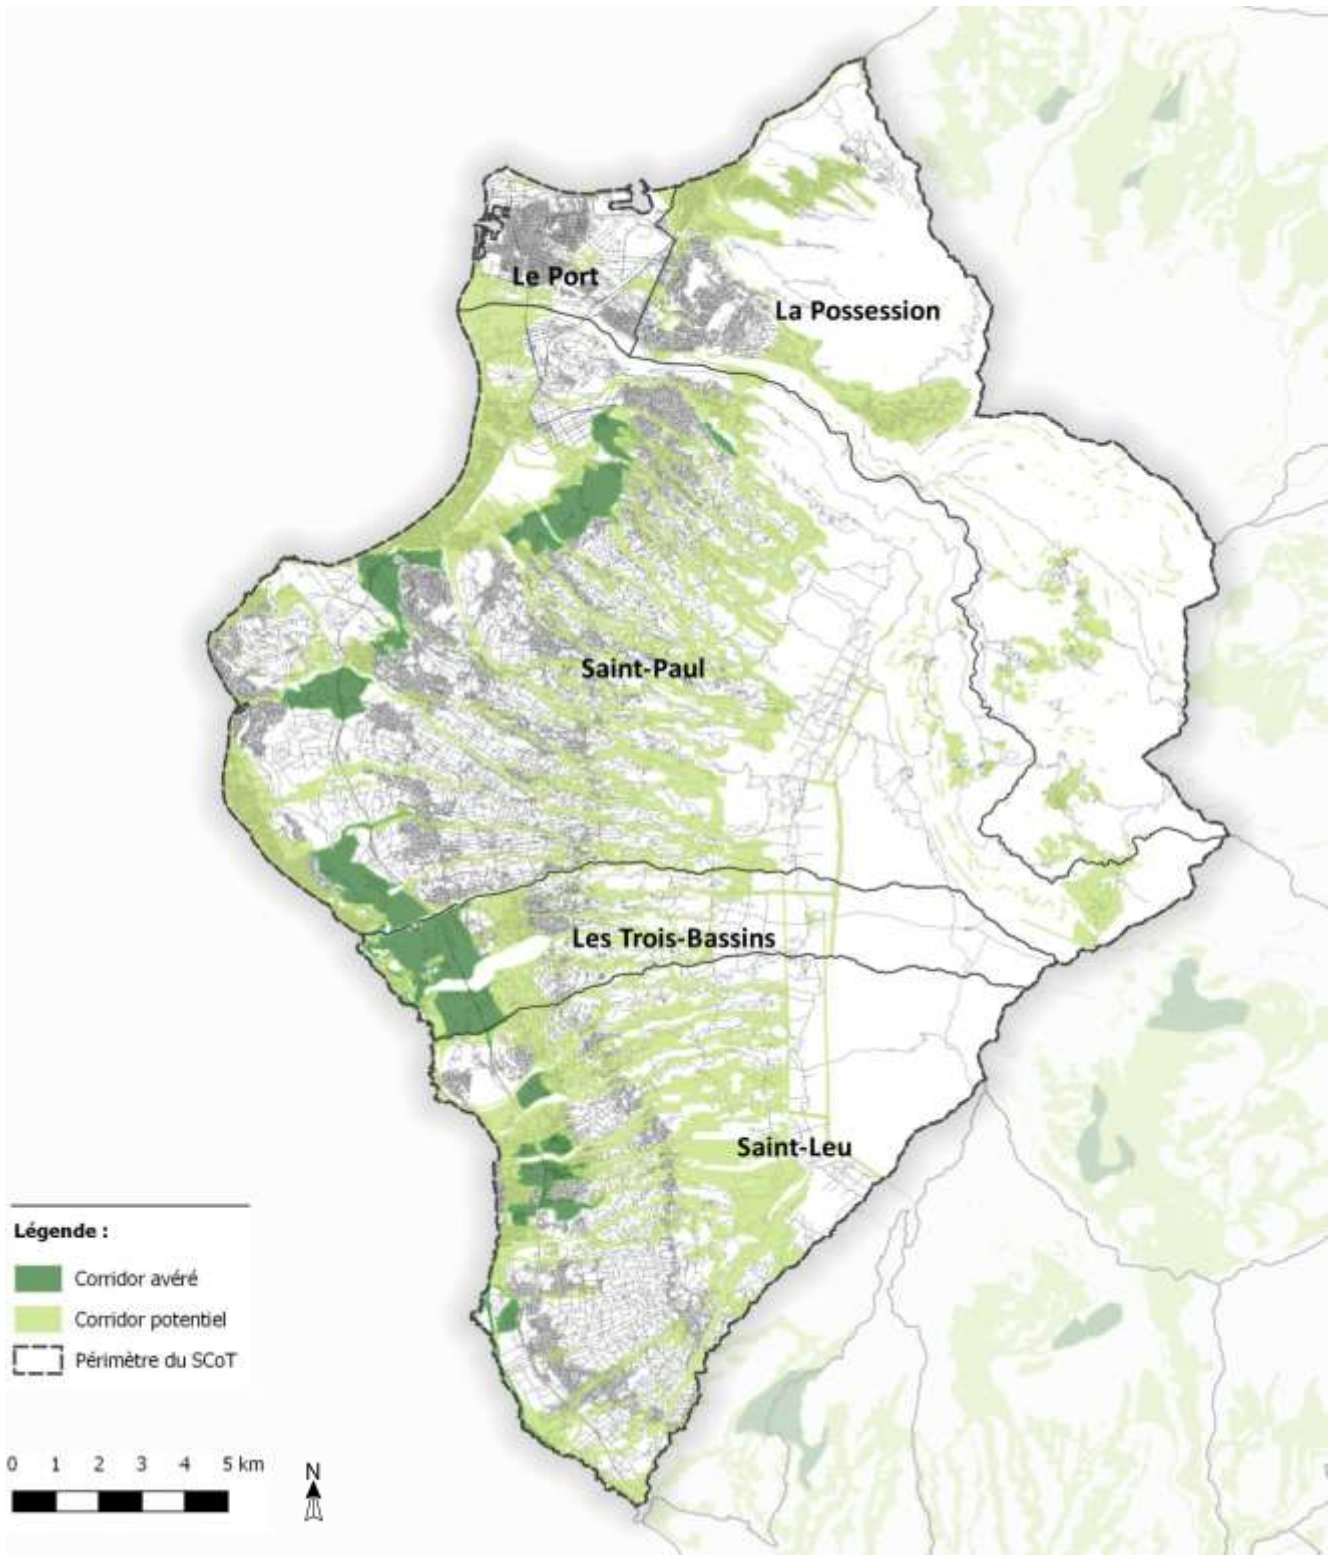 Le Port
La Possession
Saint-Paul
Les Trois-Bassins
Saint-Leu
Légende :
Corridor avéré
Corridor potentiel
Périmètre du SCoT
0 1 2 3 4 5 km
N